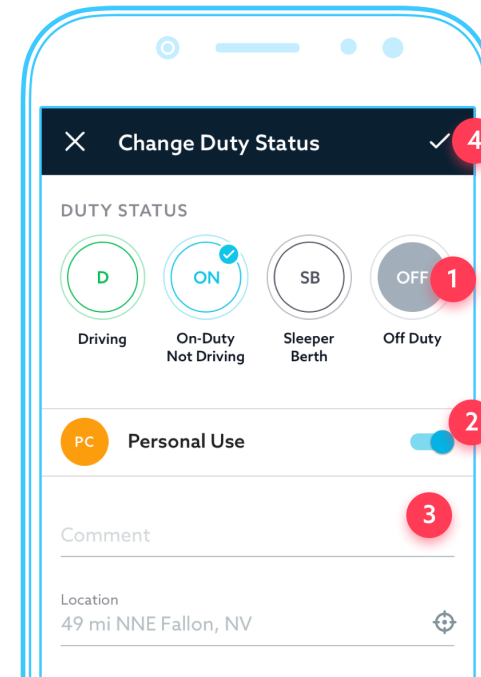 Change Duty Status
4
DUTY STATUS
D
ON
SB
OFF
1
Driving
On-Duty
Not Driving
Sleeper
Berth
Off Duty
2
PC
Personal Use
3
Comment
Location
49 mi NNE Fallon, NV